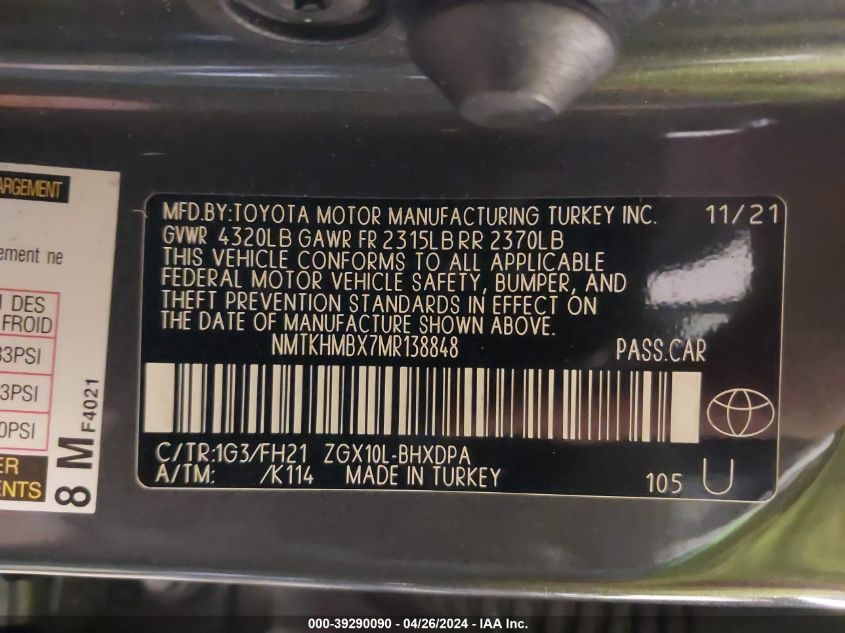 ARGEMENT
ement ne
DES
FROID
3PSI
3PSI
0PSI
ER
ENTS
8 M F4021
MFD.BY:TOYOTA MOTOR MANUFACTURING TURKEY INC. 11/21
GVWR 4320LB GAWR FR 2315LB RR 2370LB
THIS VEHICLE CONFORMS TO ALL APPLICABLE
FEDERAL MOTOR VEHICLE SAFETY, BUMPER, AND
THEFT PREVENTION STANDARDS IN EFFECT ON
THE DATE OF MANUFACTURE SHOWN ABOVE.
NMTKHMBX7MR138848 PASS.CAR
C/TR:1G3/FH21 ZGX10L-BHXDPA
A/TM: /K114 MADE IN TURKEY 105 U
000-39290090 - 04/26/2024 - IAA Inc.